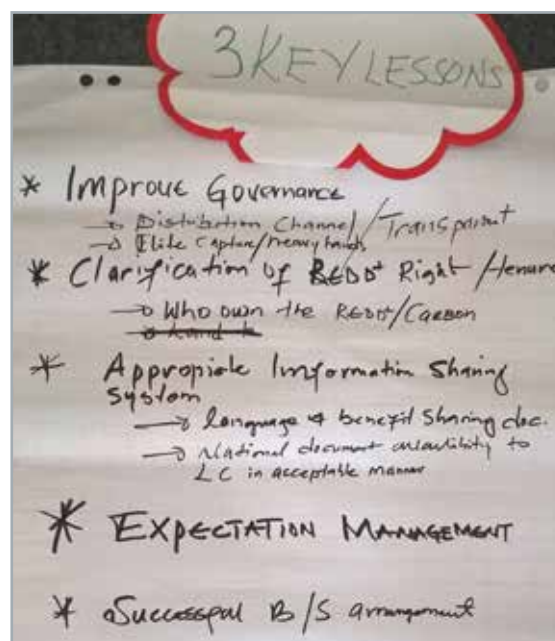 3 KEY LESSONS
* Improve Governance
→ Distribution Channel / Transparent
→ Elite Capture/heavy hands
* Clarification of REDD+ Right /tenure
→ Who own the REDD+/Carbon
* Appropiate Information Sharing
System
→ language & benefit sharing doc.
→ National document availibility to
LC in acceptable manner
* EXPECTATION MANAGEMENT
* Successful B/S arrangement